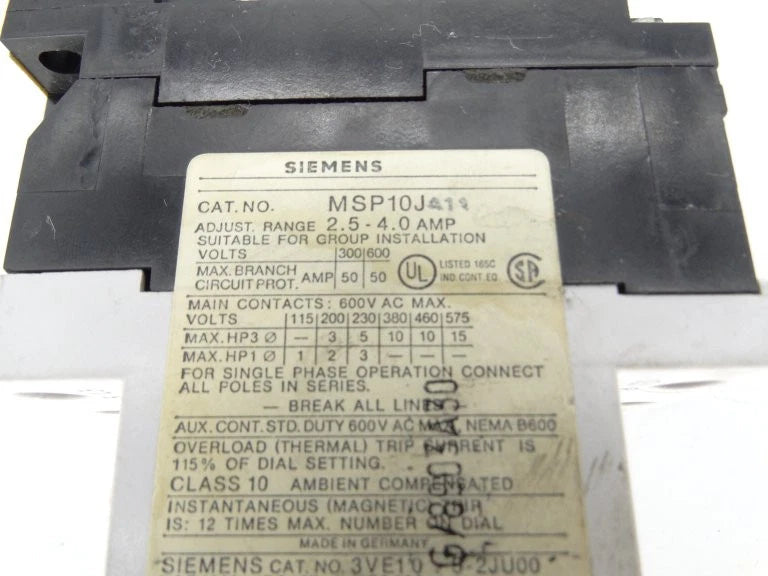 SIEMENS
CAT. NO. MSP10J
ADJUST. RANGE 2.5-4.0 AMP
SUITABLE FOR GROUP INSTALLATION
VOLTS 300 600
MAX. BRANCH CIRCUIT PROT. AMP 50 50
UL LISTED 165C IND. CONT. EQ. SA
MAIN CONTACTS: 600V AC MAX.
VOLTS 115 200 230 380 460 575
MAX. HP3 Ø — 3 5 10 10 15
MAX. HP1 Ø 1 2 3 — — —
FOR SINGLE PHASE OPERATION CONNECT
ALL POLES IN SERIES.
— BREAK ALL LINES —
AUX. CONT. STD. DUTY 600V AC MAX, NEMA B600
OVERLOAD (THERMAL) TRIP CURRENT IS
115% OF DIAL SETTING.
CLASS 10 AMBIENT COMPENSATED
INSTANTANEOUS (MAGNETIC) TRIP
IS: 12 TIMES MAX. NUMBER ON DIAL
MADE IN GERMANY
SIEMENS CAT. NO. 3VE10 -2JU00